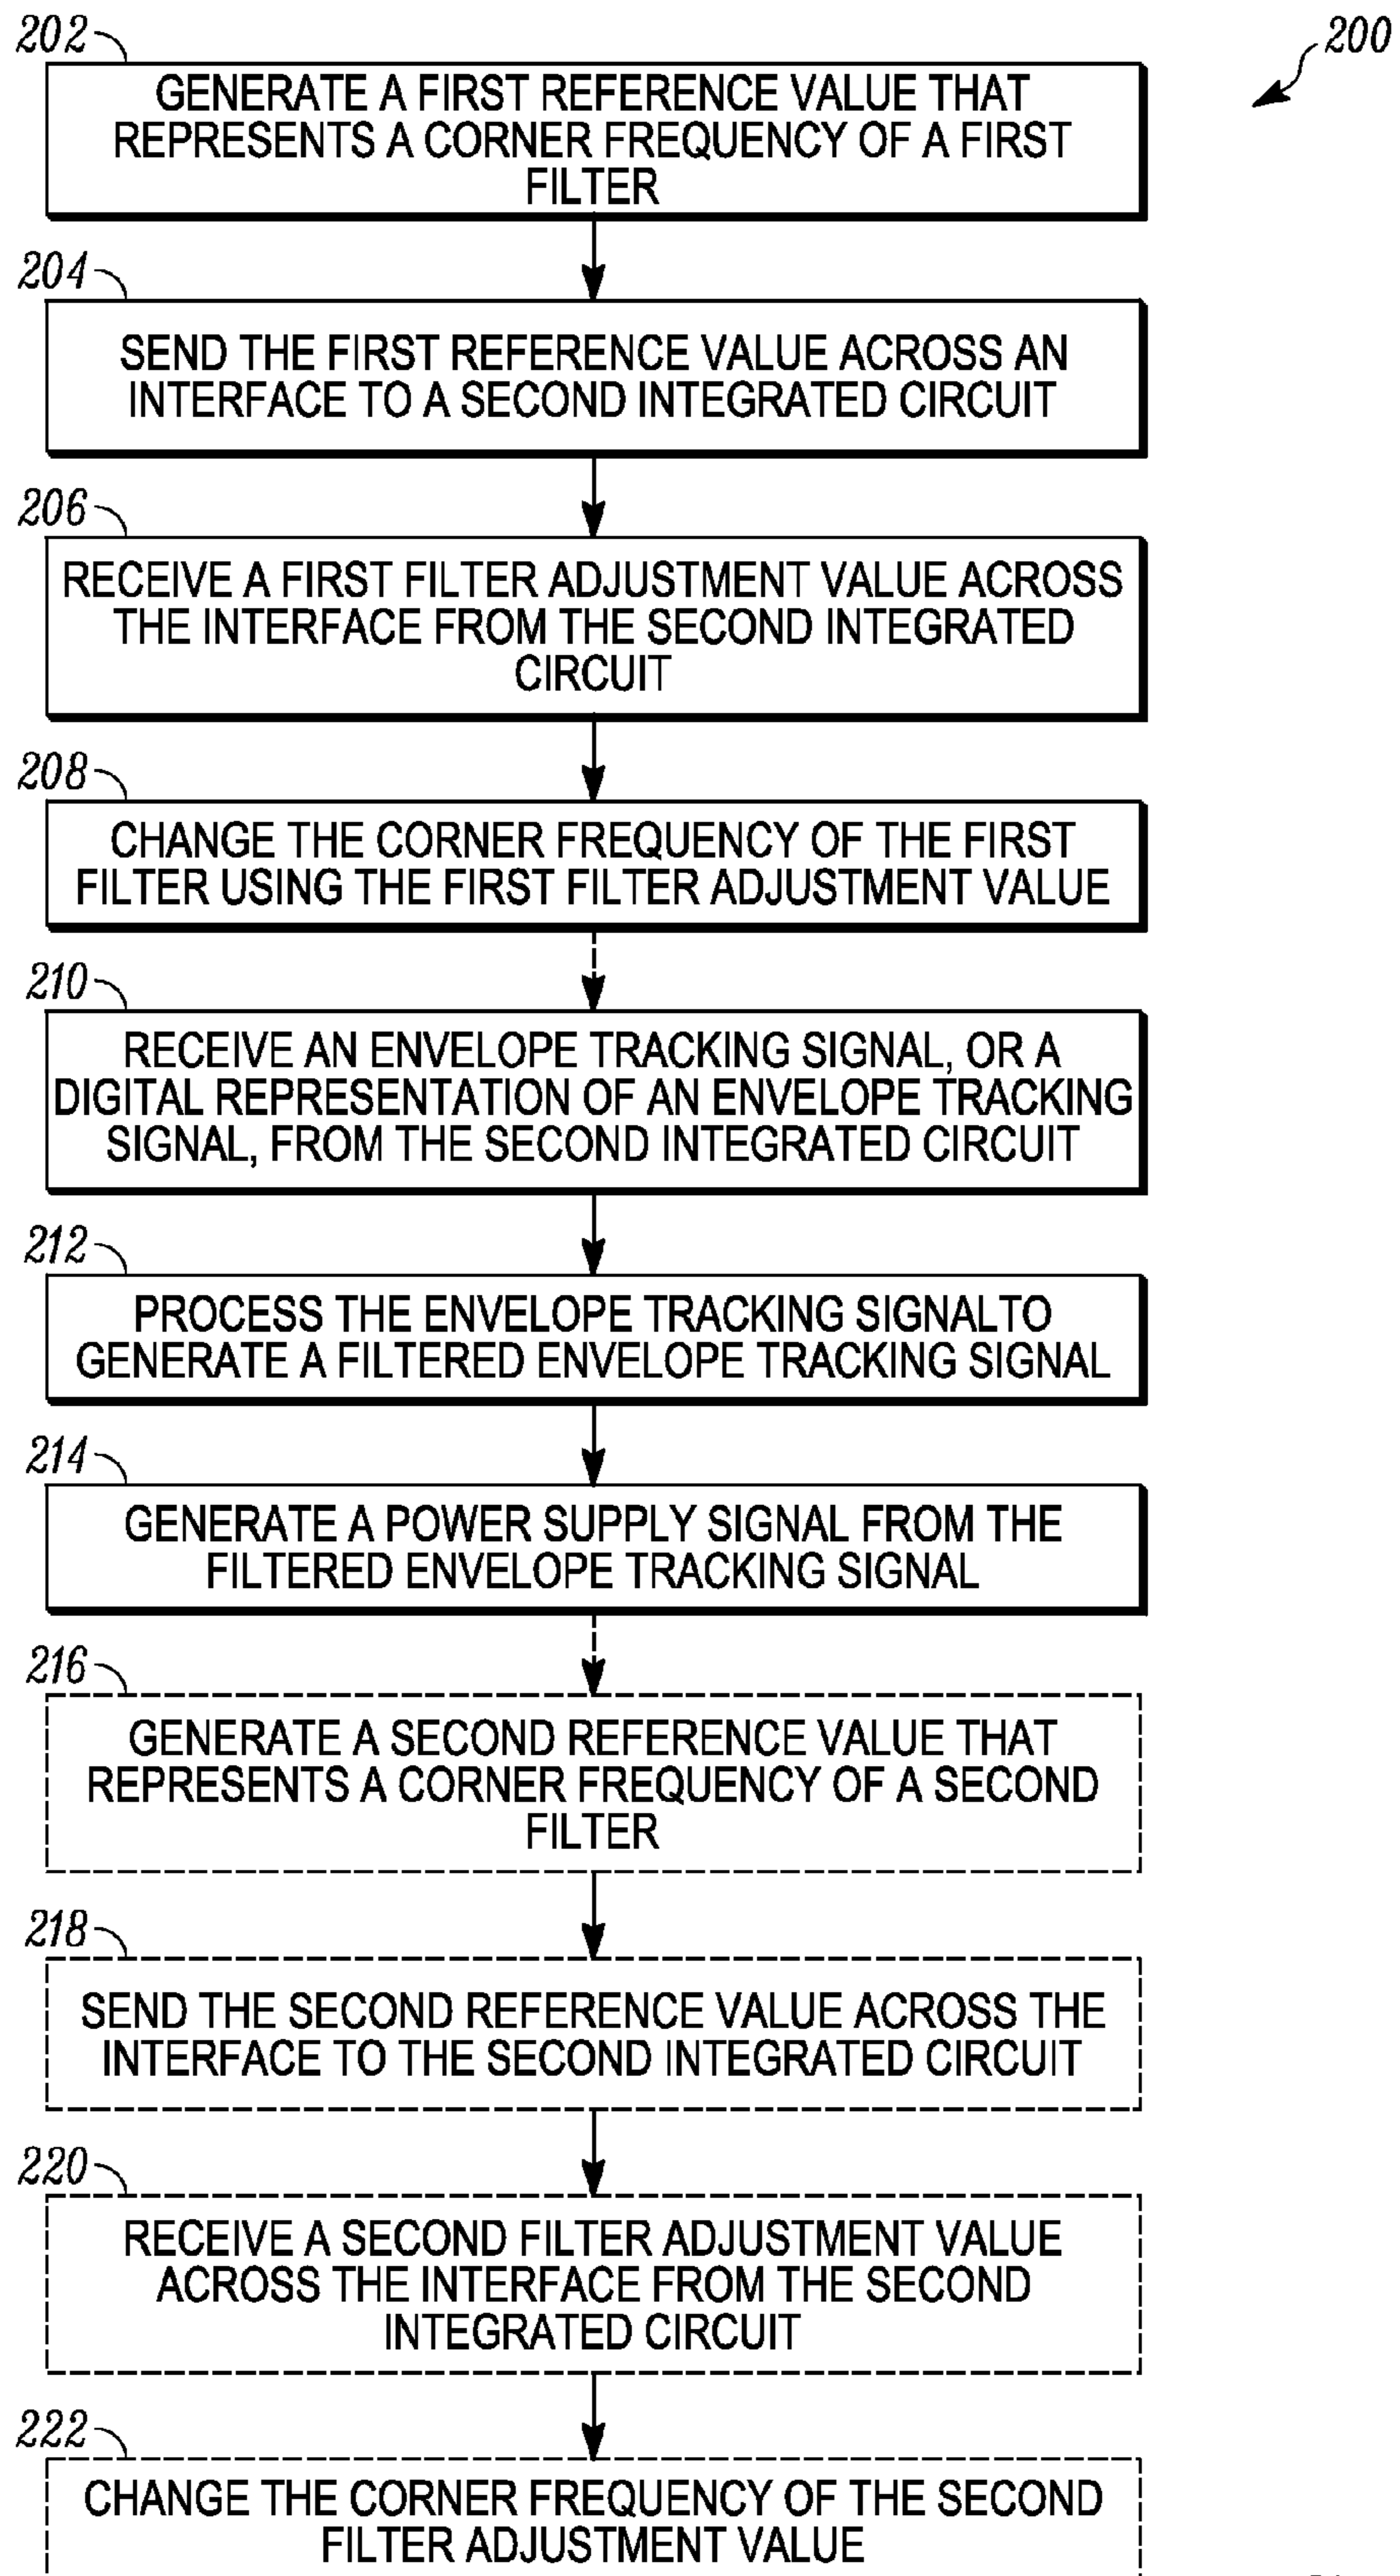 202
200
GENERATE A FIRST REFERENCE VALUE THAT
REPRESENTS A CORNER FREQUENCY OF A FIRST
FILTER
204
SEND THE FIRST REFERENCE VALUE ACROSS AN
INTERFACE TO A SECOND INTEGRATED CIRCUIT
206
RECEIVE A FIRST FILTER ADJUSTMENT VALUE ACROSS
THE INTERFACE FROM THE SECOND INTEGRATED
CIRCUIT
208
CHANGE THE CORNER FREQUENCY OF THE FIRST
FILTER USING THE FIRST FILTER ADJUSTMENT VALUE
210
RECEIVE AN ENVELOPE TRACKING SIGNAL, OR A
DIGITAL REPRESENTATION OF AN ENVELOPE TRACKING
SIGNAL, FROM THE SECOND INTEGRATED CIRCUIT
212
PROCESS THE ENVELOPE TRACKING SIGNALTO
GENERATE A FILTERED ENVELOPE TRACKING SIGNAL
214
GENERATE A POWER SUPPLY SIGNAL FROM THE
FILTERED ENVELOPE TRACKING SIGNAL
216
GENERATE A SECOND REFERENCE VALUE THAT
REPRESENTS A CORNER FREQUENCY OF A SECOND
FILTER
218
SEND THE SECOND REFERENCE VALUE ACROSS THE
INTERFACE TO THE SECOND INTEGRATED CIRCUIT
220
RECEIVE A SECOND FILTER ADJUSTMENT VALUE
ACROSS THE INTERFACE FROM THE SECOND
INTEGRATED CIRCUIT
222
CHANGE THE CORNER FREQUENCY OF THE SECOND
FILTER ADJUSTMENT VALUE